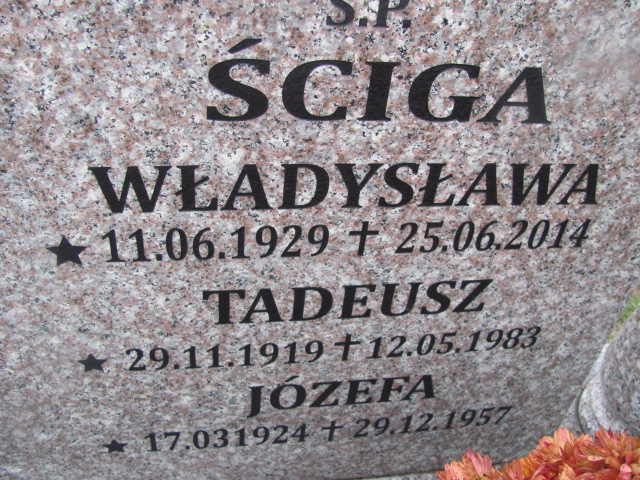 Ś.P.
ŚCIGA
WŁADYSŁAWA
★ 11.06.1929 ✝ 25.06.2014
TADEUSZ
★ 29.11.1919 ✝ 12.05.1983
JÓZEFA
★ 17.031924 ✝ 29.12.1957